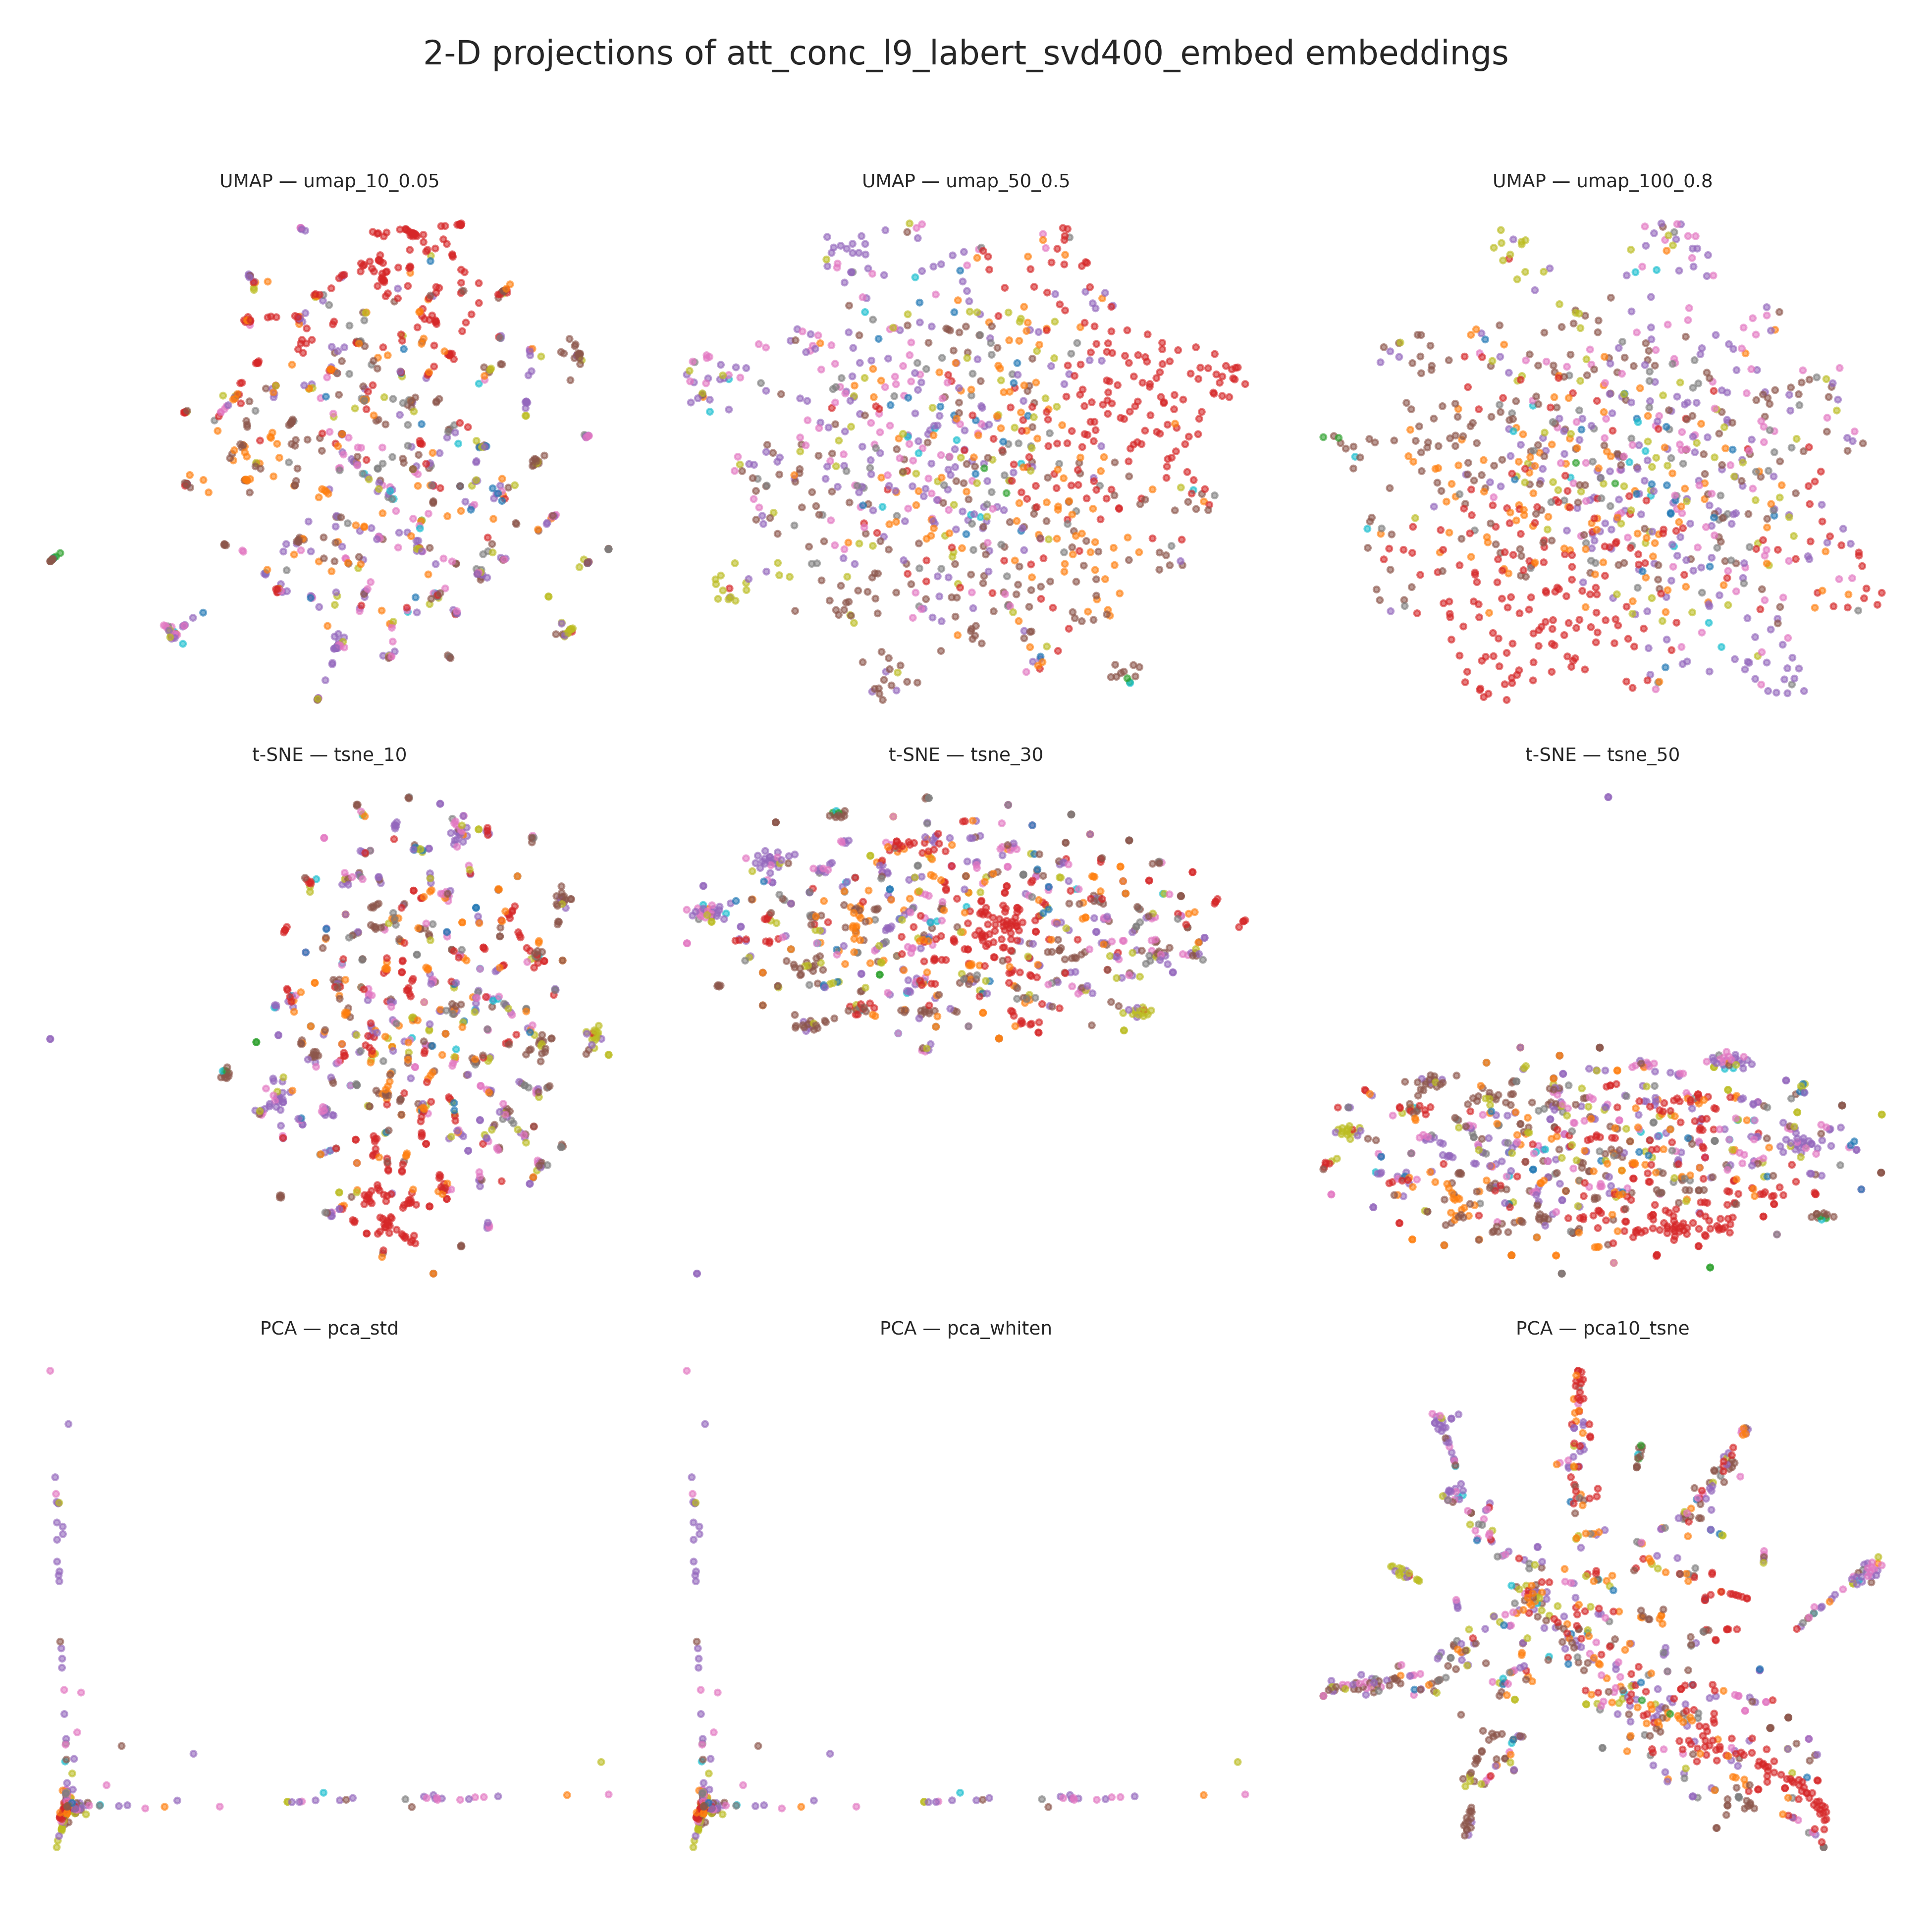 2-D projections of att_conc_l9_labert_svd400_embed embeddings
UMAP — umap_10_0.05
UMAP — umap_50_0.5
UMAP — umap_100_0.8
t-SNE — tsne_10
t-SNE — tsne_30
t-SNE — tsne_50
PCA — pca_std
PCA — pca_whiten
PCA — pca10_tsne